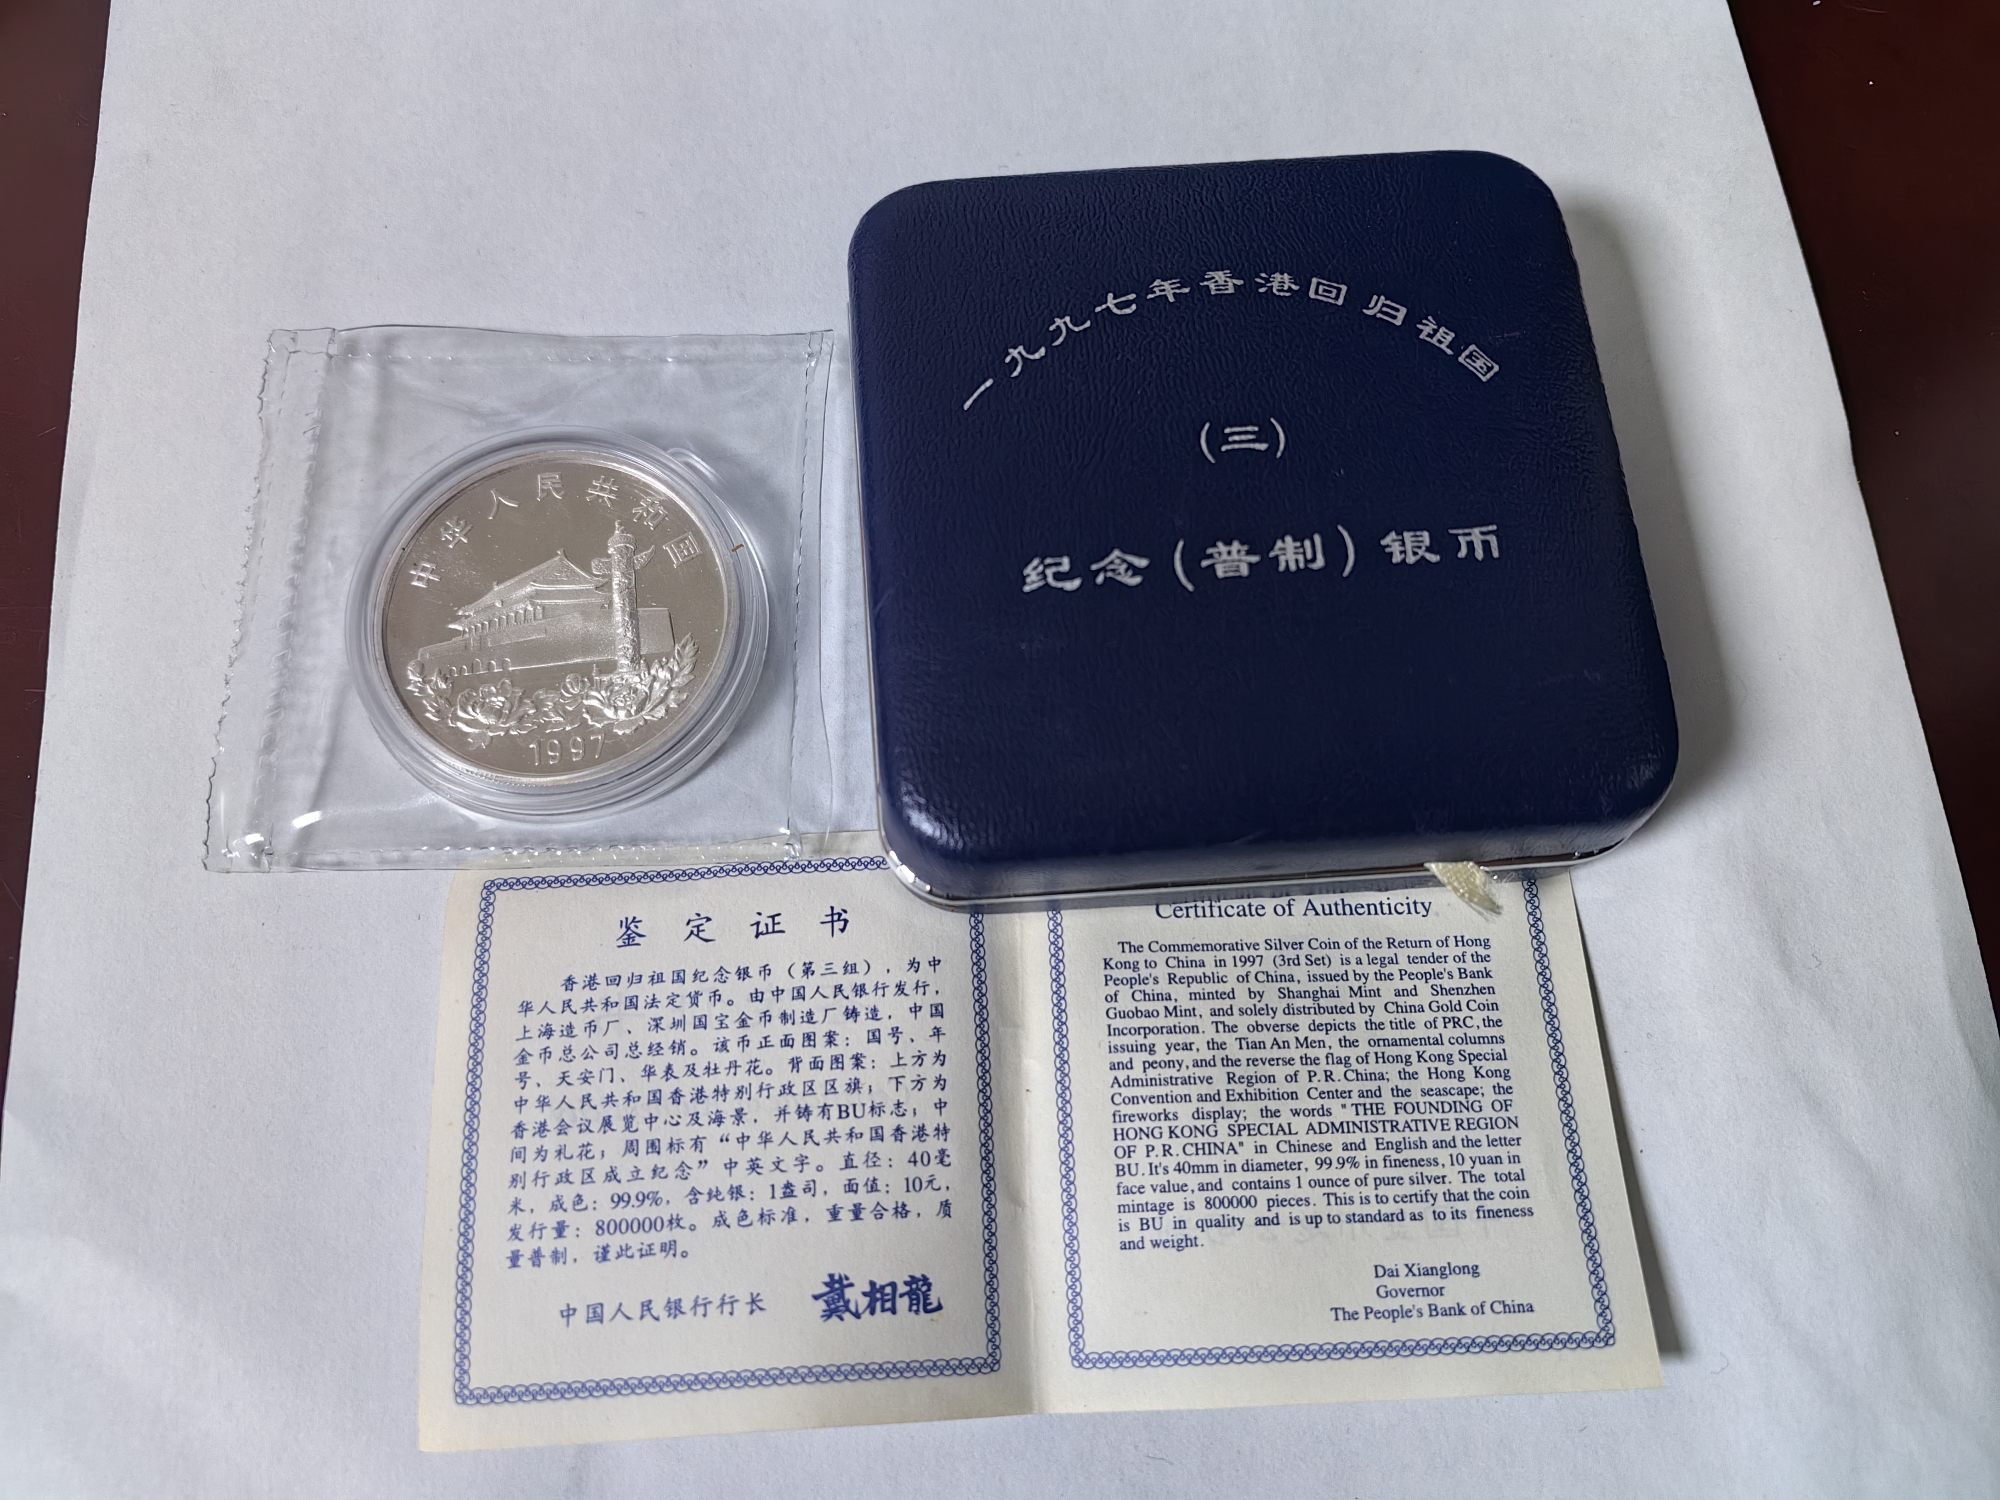 中华人民共和国
1997
一九九七年香港回归祖国
(三)
纪念(普制)银币
鉴定证书
香港回归祖国纪念银币（第三组），为中
华人民共和国法定货币。由中国人民银行发行，
上海造币厂、深圳国宝金币制造厂铸造，中国
金币总公司总经销。该币正面图案：国号、年
号、天安门、华表及牡丹花。背面图案：上方为
中华人民共和国香港特别行政区区旗；下方为
香港会议展览中心及海景，并铸有BU标志；中
间为礼花；周围标有“中华人民共和国香港特
别行政区成立纪念”中英文字。直径：40毫
米，成色：99.9%，含纯银：1盎司，面值：10元，
发行量：800000枚。成色标准，重量合格，质
量普制，谨此证明。
中国人民银行行长 戴相龍
Certificate of Authenticity
The Commemorative Silver Coin of the Return of Hong
Kong to China in 1997 (3rd Set) is a legal tender of the
People's Republic of China, issued by the People's Bank
of China, minted by Shanghai Mint and Shenzhen
Guobao Mint, and solely distributed by China Gold Coin
Incorporation. The obverse depicts the title of PRC, the
issuing year, the Tian An Men, the ornamental columns
and peony, and the reverse the flag of Hong Kong Special
Administrative Region of P.R.China; the Hong Kong
Convention and Exhibition Center and the seascape; the
fireworks display; the words "THE FOUNDING OF
HONG KONG SPECIAL ADMINISTRATIVE REGION
OF P.R.CHINA" in Chinese and English and the letter
BU. It's 40mm in diameter, 99.9% in fineness, 10 yuan in
face value, and contains 1 ounce of pure silver. The total
mintage is 800000 pieces. This is to certify that the coin
is BU in quality and is up to standard as to its fineness
and weight.
Dai Xianglong
Governor
The People's Bank of China